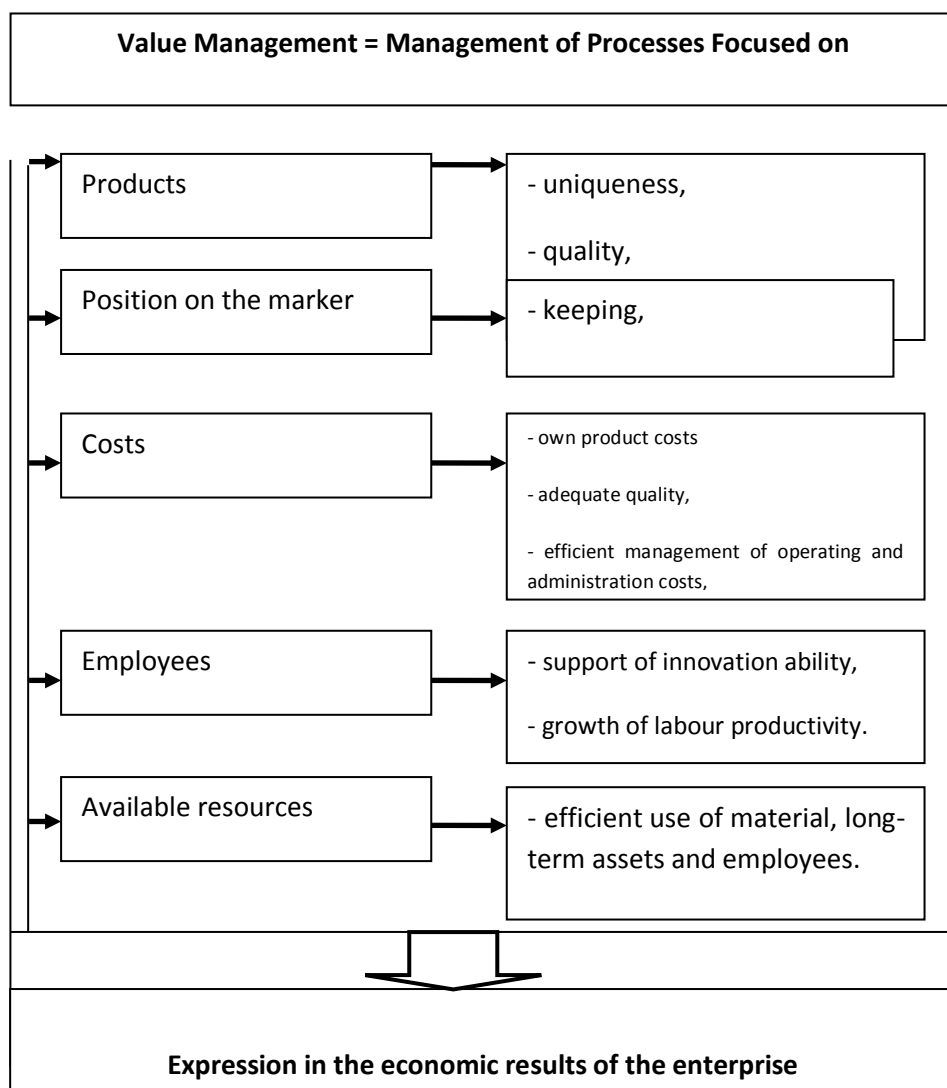 Value Management = Management of Processes Focused on
Products
- uniqueness,
- quality,
Position on the marker
- keeping,
Costs
- own product costs
- adequate quality,
- efficient management of operating and
administration costs,
Employees
- support of innovation ability,
- growth of labour productivity.
Available resources
- efficient use of material, long-
term assets and employees.
Expression in the economic results of the enterprise